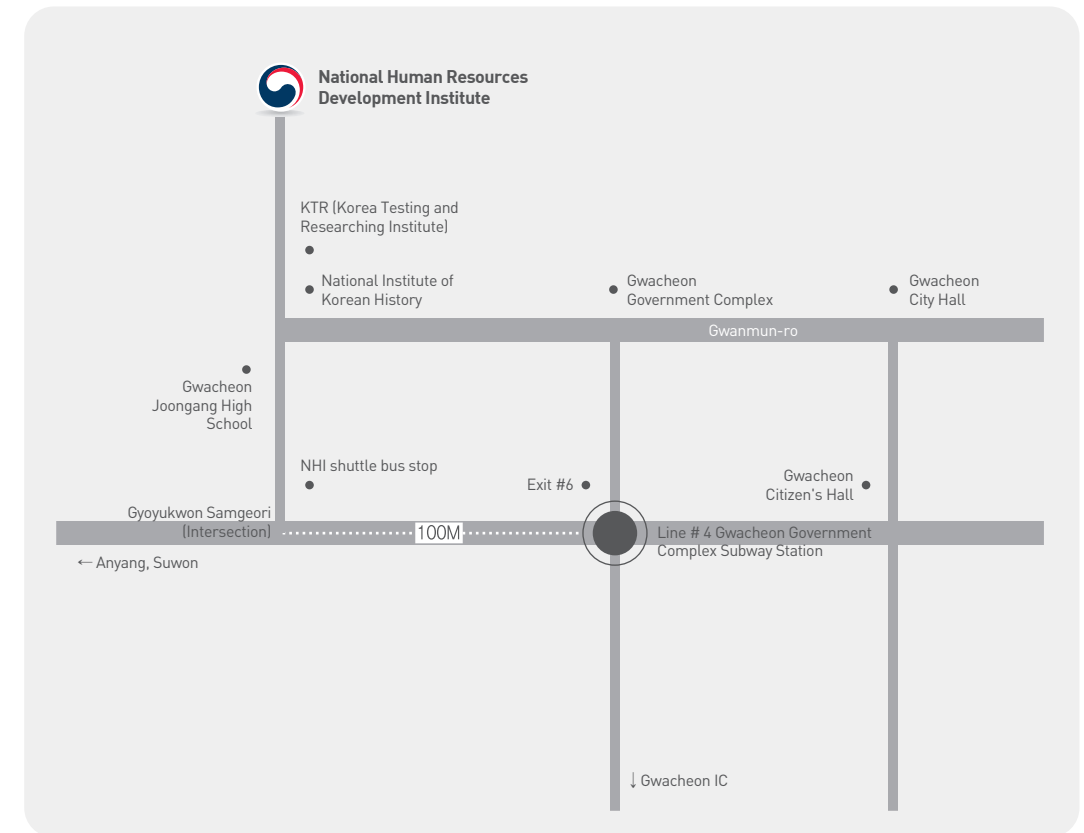 National Human Resources
Development Institute
KTR (Korea Testing and
Researching Institute)
National Institute of
Korean History
Gwacheon
Government Complex
Gwacheon
City Hall
Gwanmun-ro
Gwacheon
Joongang High
School
NHI shuttle bus stop
Exit #6
Gwacheon
Citizen's Hall
Gyoyukwon Samgeori
(Intersection)
100M
Line # 4 Gwacheon Government
Complex Subway Station
← Anyang, Suwon
↓ Gwacheon IC